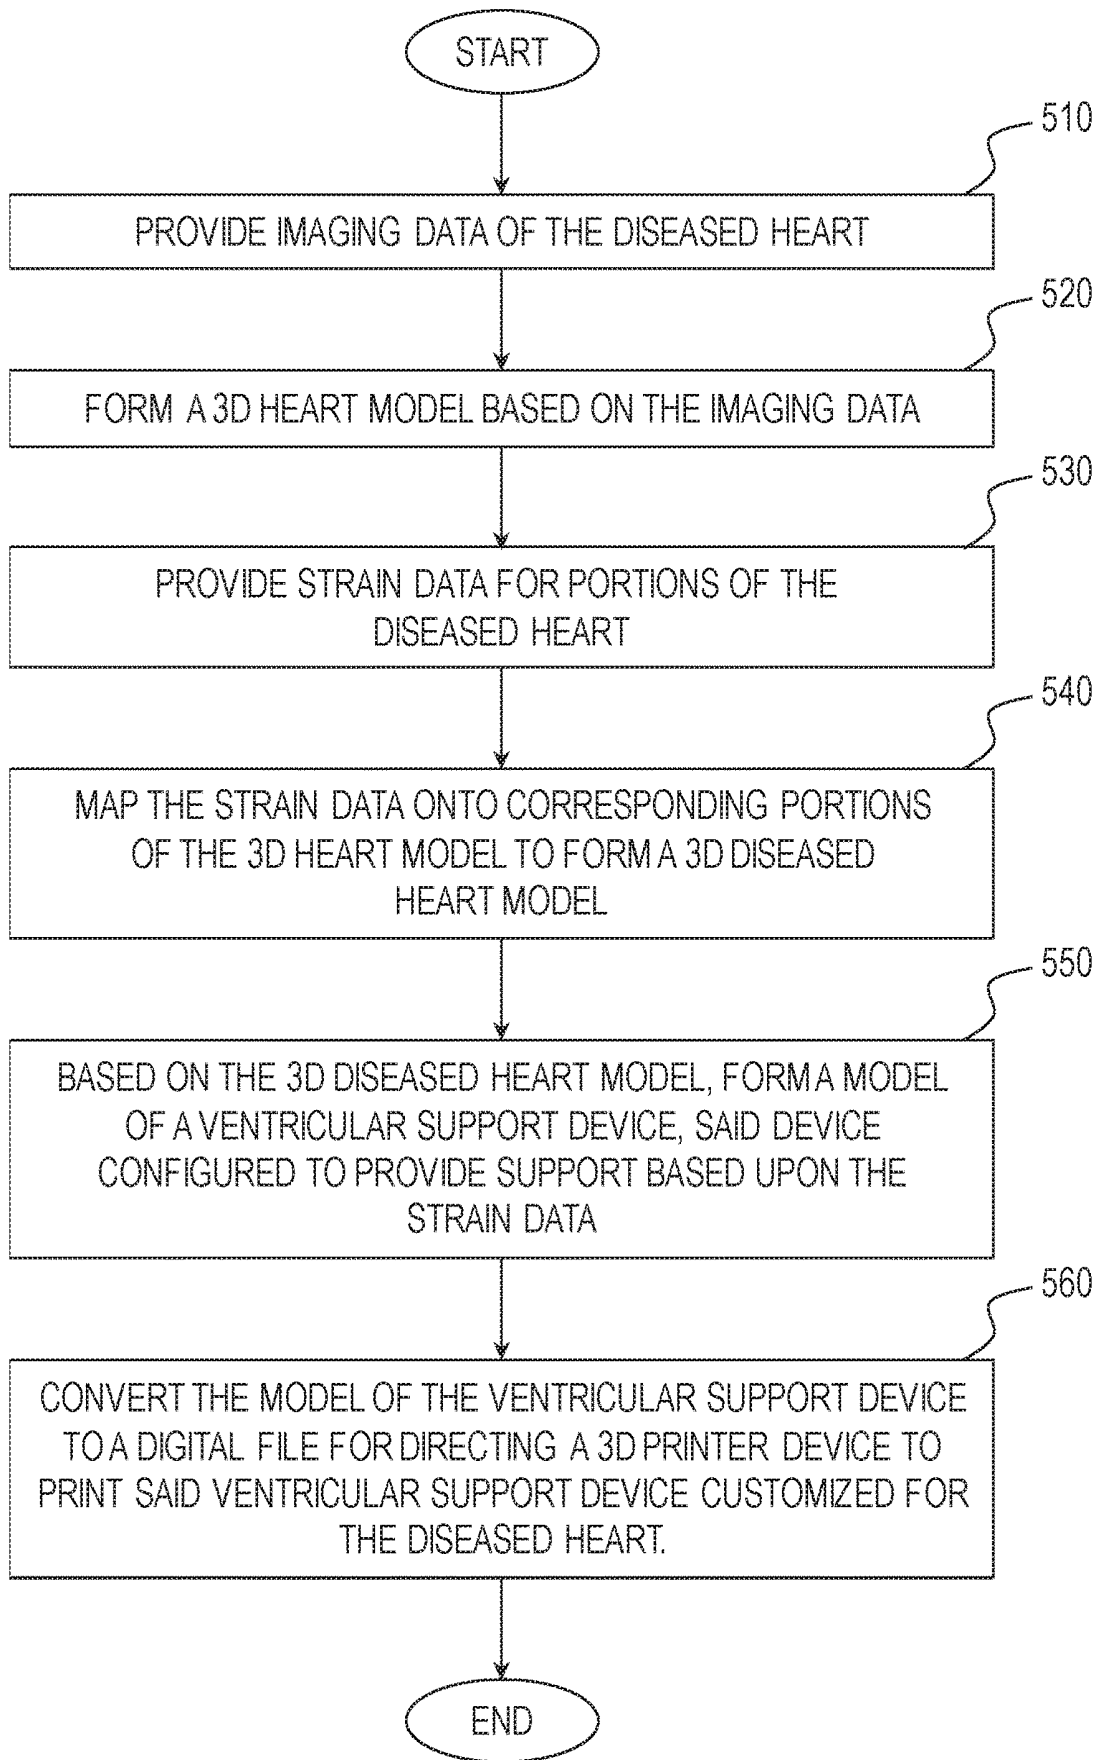 START
510
PROVIDE IMAGING DATA OF THE DISEASED HEART
520
FORM A 3D HEART MODEL BASED ON THE IMAGING DATA
530
PROVIDE STRAIN DATA FOR PORTIONS OF THE
DISEASED HEART
540
MAP THE STRAIN DATA ONTO CORRESPONDING PORTIONS
OF THE 3D HEART MODEL TO FORM A 3D DISEASED
HEART MODEL
550
BASED ON THE 3D DISEASED HEART MODEL, FORM A MODEL
OF A VENTRICULAR SUPPORT DEVICE, SAID DEVICE
CONFIGURED TO PROVIDE SUPPORT BASED UPON THE
STRAIN DATA
560
CONVERT THE MODEL OF THE VENTRICULAR SUPPORT DEVICE
TO A DIGITAL FILE FOR DIRECTING A 3D PRINTER DEVICE TO
PRINT SAID VENTRICULAR SUPPORT DEVICE CUSTOMIZED FOR
THE DISEASED HEART.
END